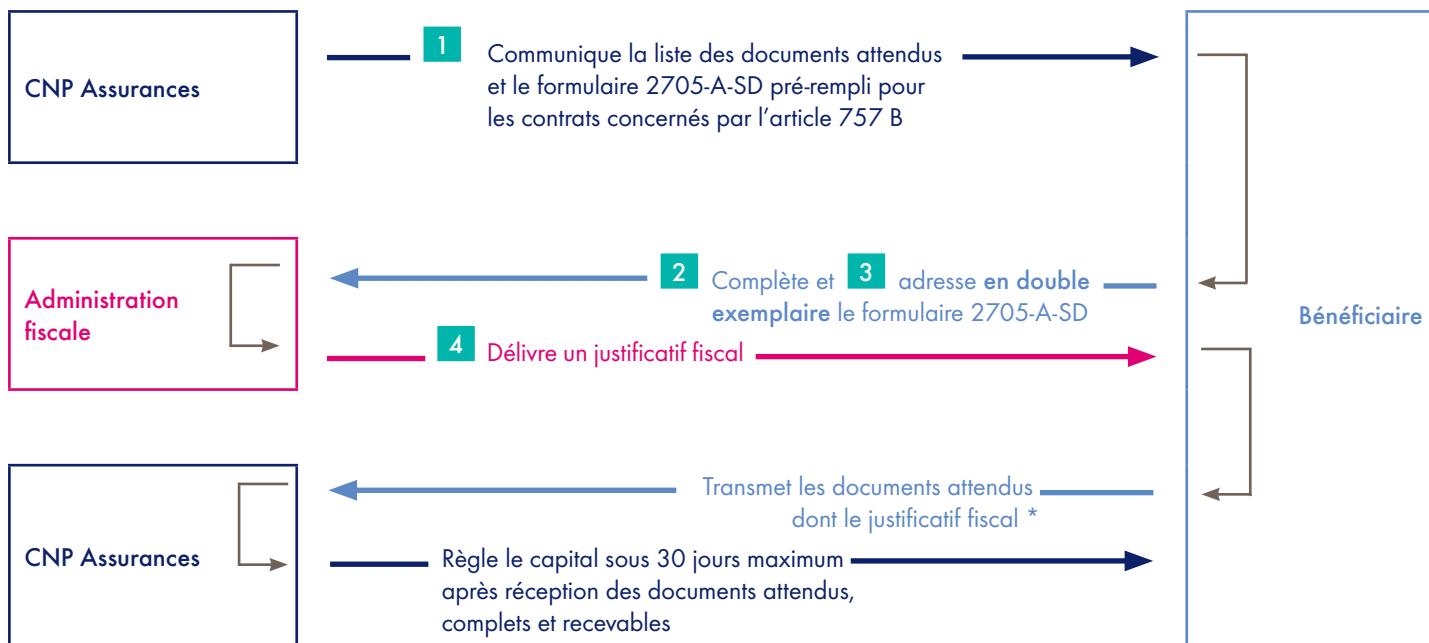 CNP Assurances
1 Communique la liste des documents attendus
et le formulaire 2705-A-SD pré-rempli pour
les contrats concernés par l'article 757 B
Administration
fiscale
2 Complète et 3 adresse en double
exemplaire le formulaire 2705-A-SD
4 Délivre un justificatif fiscal
Bénéficiaire
CNP Assurances
Transmet les documents attendus
dont le justificatif fiscal *
Règle le capital sous 30 jours maximum
après réception des documents attendus,
complets et recevables